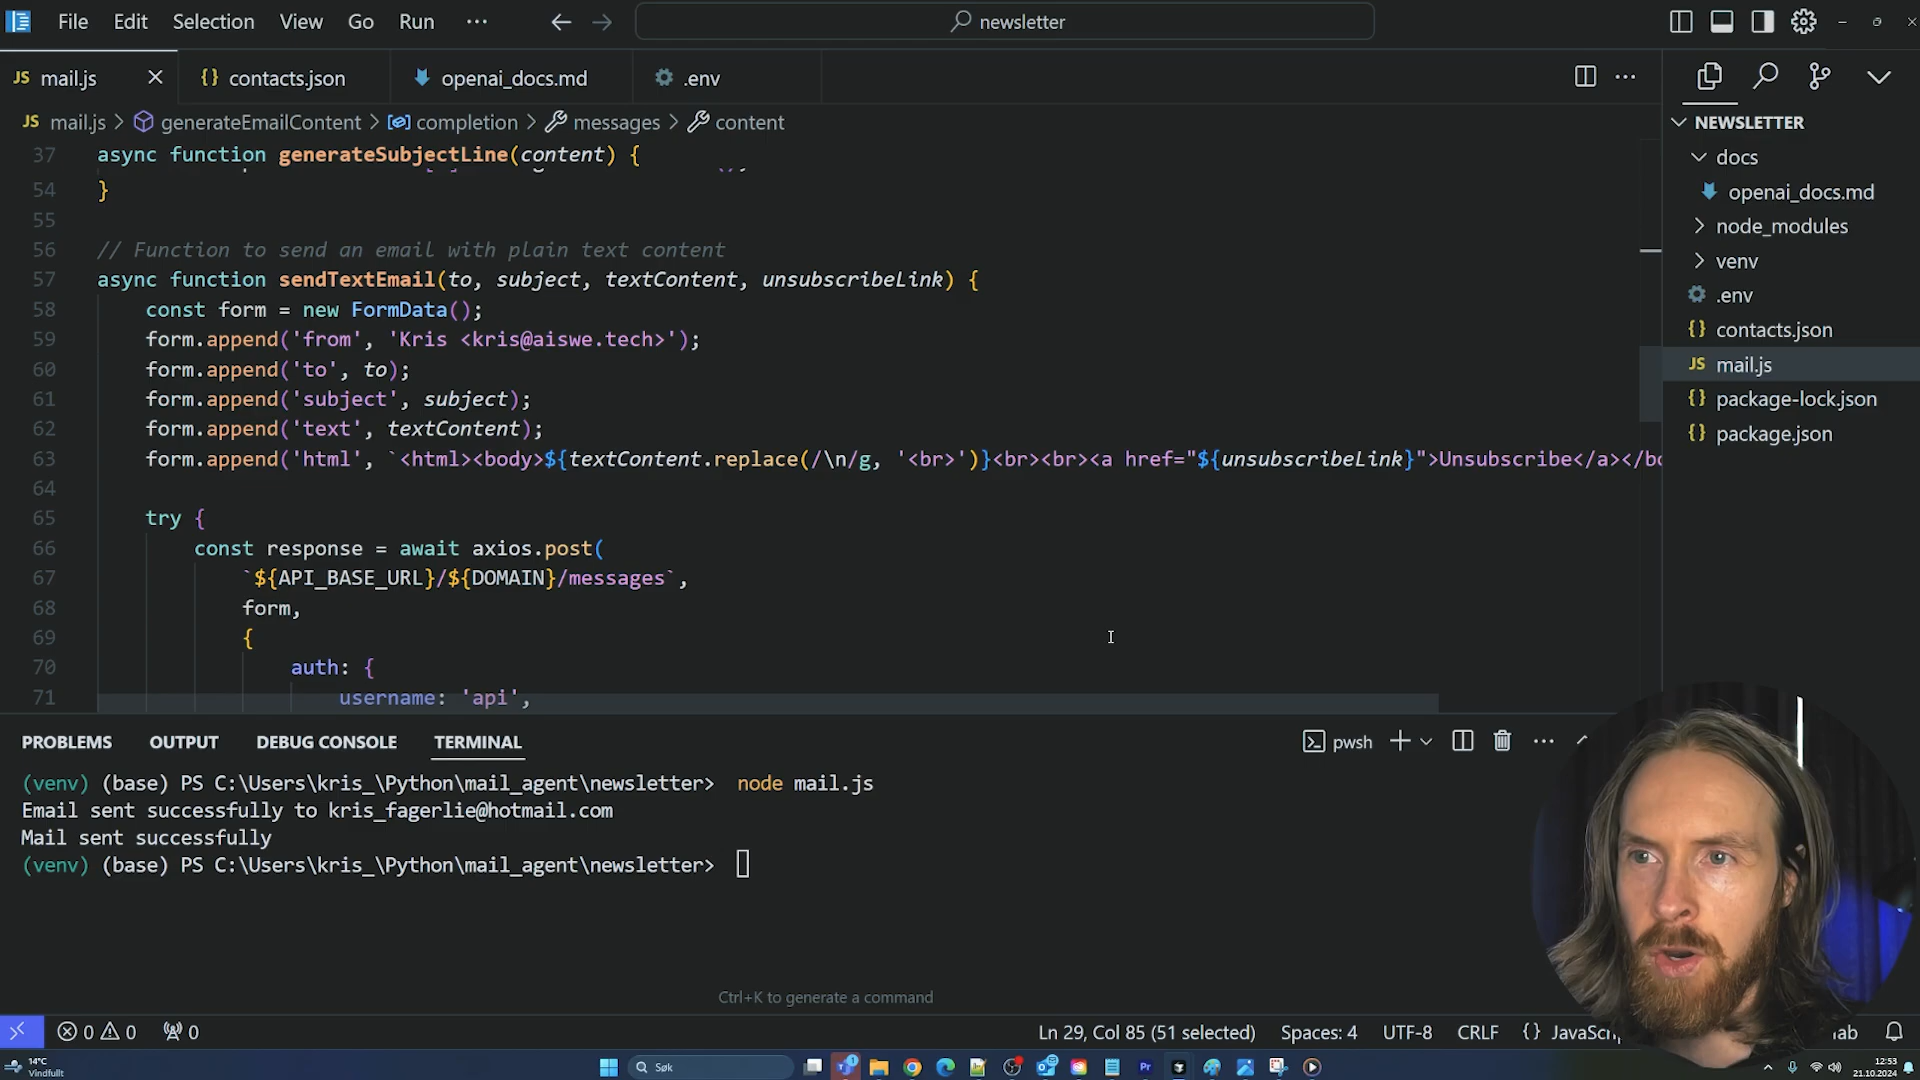 File Edit Selection View Go Run ··· newsletter
mail.js contacts.json openai_docs.md .env
mail.js > generateEmailContent > completion > messages > content
37 async function generateSubjectLine(content) {
54 }
55
56 // Function to send an email with plain text content
57 async function sendTextEmail(to, subject, textContent, unsubscribeLink) {
58 const form = new FormData();
59 form.append('from', 'Kris <kris@aiswe.tech>');
60 form.append('to', to);
61 form.append('subject', subject);
62 form.append('text', textContent);
63 form.append('html', `<html><body>${textContent.replace(/\n/g, '<br>')}<br><br><a href="${unsubscribeLink}">Unsubscribe</a></bo
64
65 try {
66 const response = await axios.post(
67 `${API_BASE_URL}/${DOMAIN}/messages`,
68 form,
69 {
70 auth: {
71 username: 'api',
NEWSLETTER
docs
openai_docs.md
node_modules
venv
.env
contacts.json
mail.js
package-lock.json
package.json
PROBLEMS OUTPUT DEBUG CONSOLE TERMINAL pwsh
(venv) (base) PS C:\Users\kris_\Python\mail_agent\newsletter> node mail.js
Email sent successfully to kris_fagerlie@hotmail.com
Mail sent successfully
(venv) (base) PS C:\Users\kris_\Python\mail_agent\newsletter>
Ctrl+K to generate a command
0 0 0 Ln 29, Col 85 (51 selected) Spaces: 4 UTF-8 CRLF {} JavaScri
14°C
Vindfullt
Søk
12:53
21.10.2024